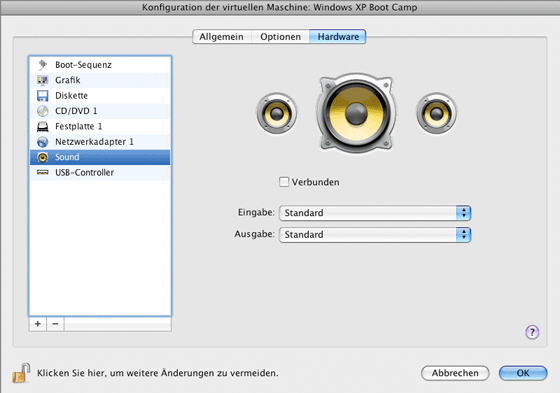 Konfiguration der virtuellen Maschine: Windows XP Boot Camp
Allgemein Optionen Hardware
Boot-Sequenz
Grafik
Diskette
CD/DVD 1
Festplatte 1
Netzwerkadapter 1
Sound
USB-Controller
Verbunden
Eingabe: Standard
Ausgabe: Standard
+ −
?
Klicken Sie hier, um weitere Änderungen zu vermeiden.
Abbrechen OK